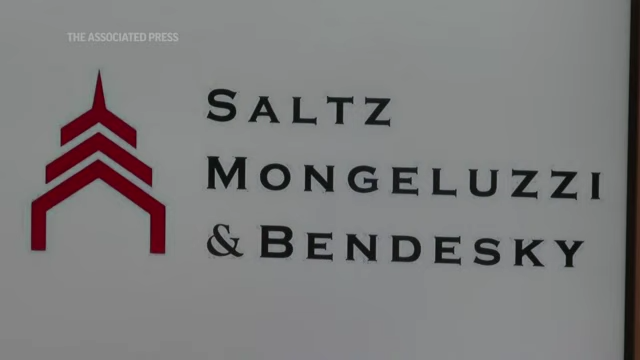 THE ASSOCIATED PRESS
SALTZ
MONGELUZZI
& BENDESKY